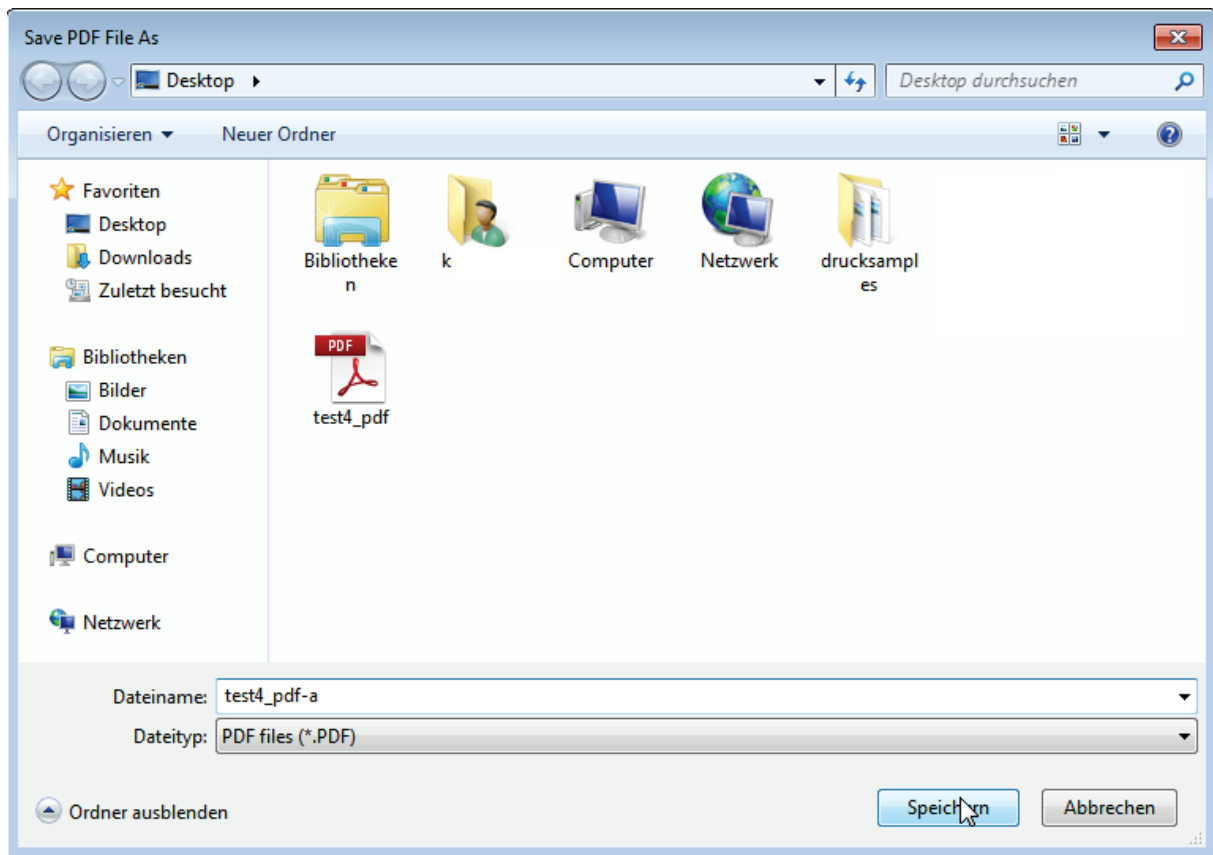 Save PDF File As
Desktop
Desktop durchsuchen
Organisieren
Neuer Ordner
Favoriten
Desktop
Downloads
Zuletzt besucht
Bibliotheken
Bilder
Dokumente
Musik
Videos
Computer
Netzwerk
Bibliotheke
n
k
Computer
Netzwerk
drucksampl
es
PDF
test4_pdf
Dateiname: test4_pdf-a
Dateityp: PDF files (*.PDF)
Ordner ausblenden
Speichern
Abbrechen